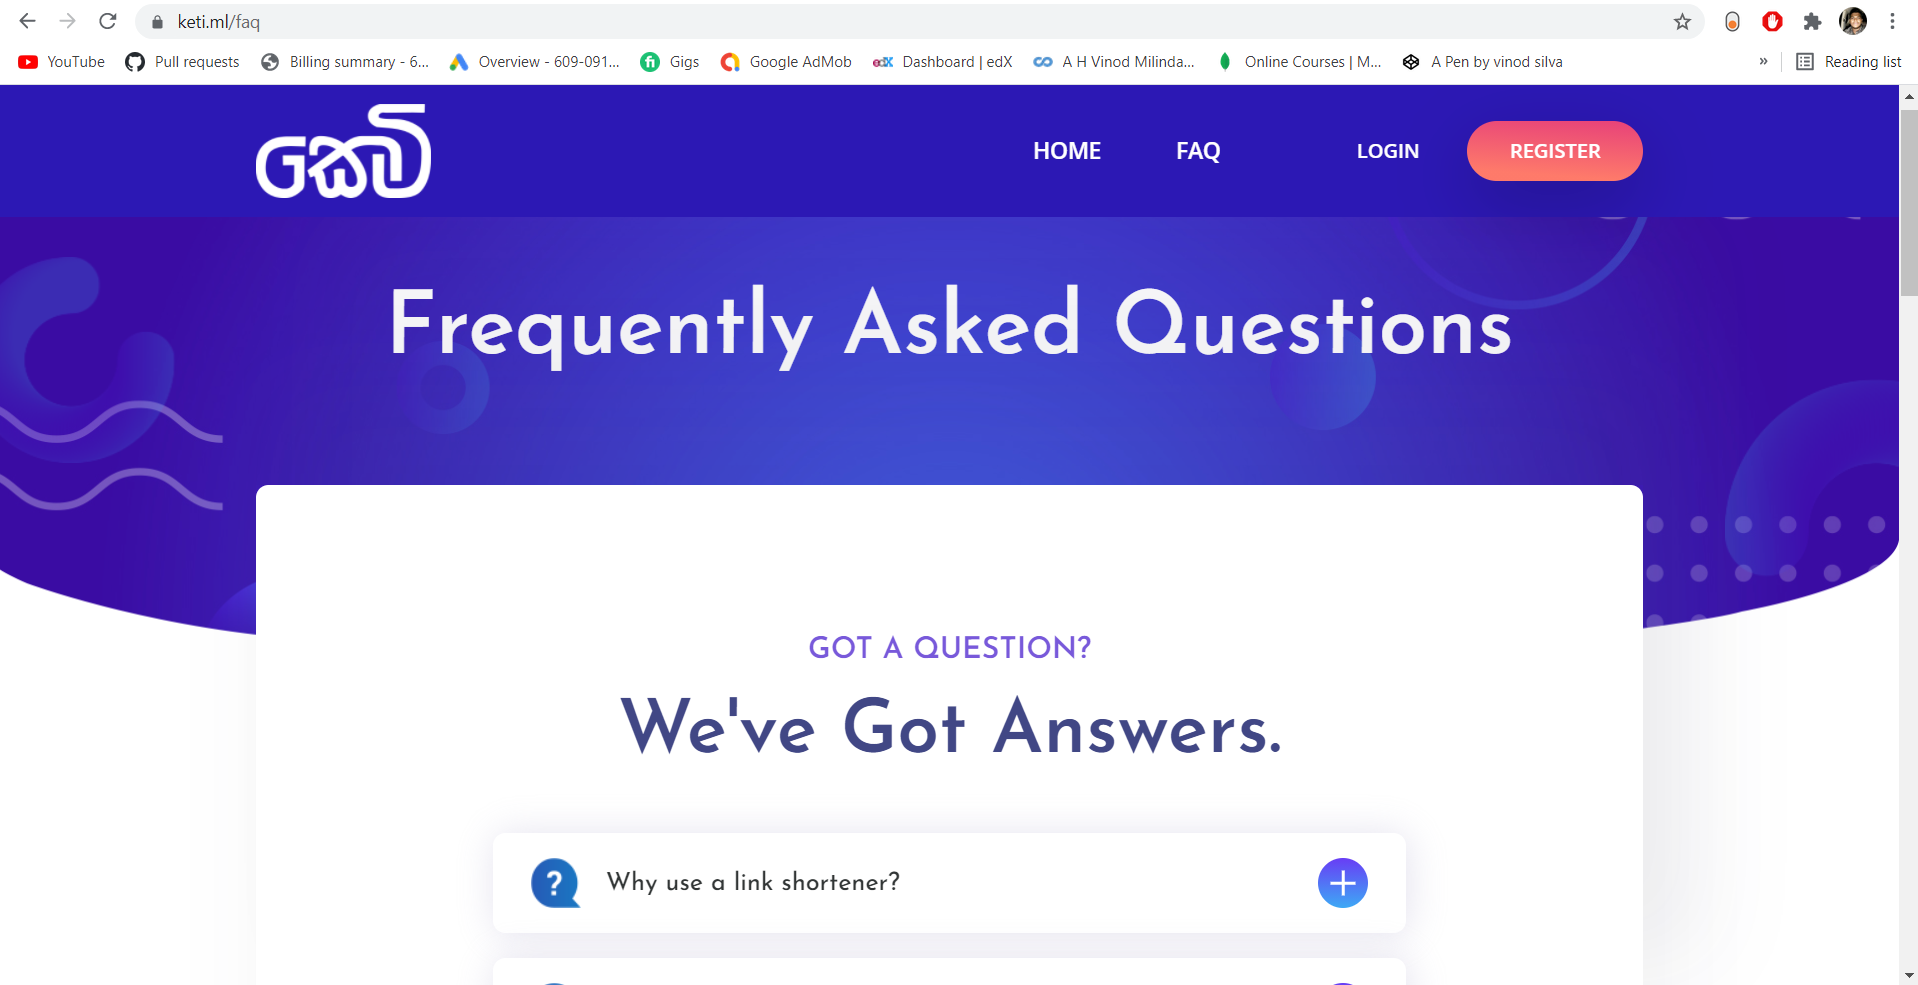 keti.ml/faq
YouTube Pull requests Billing summary - 6... Overview - 609-091... Gigs Google AdMob edX Dashboard | edX A H Vinod Milinda... Online Courses | M... A Pen by vinod silva » Reading list
කෙටි HOME FAQ LOGIN REGISTER
Frequently Asked Questions
GOT A QUESTION?
We've Got Answers.
? Why use a link shortener?